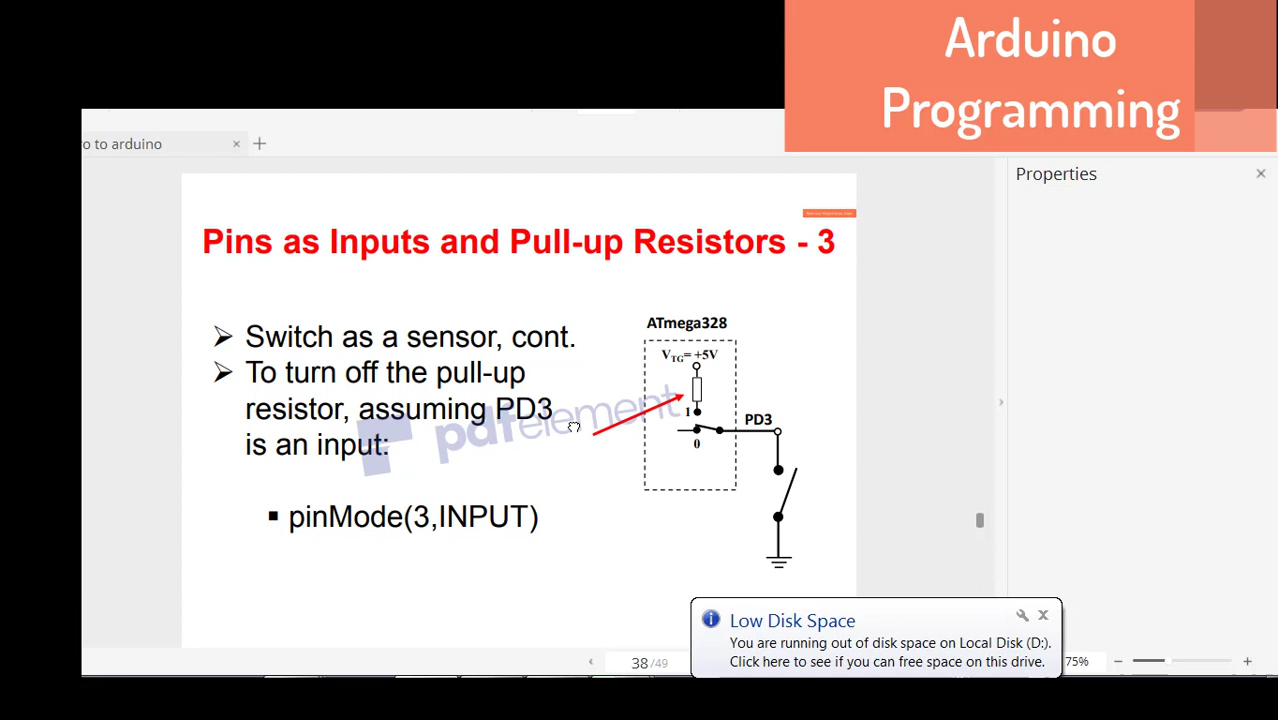 Arduino
Programming
o to arduino
Properties
Pins as Inputs and Pull-up Resistors - 3
Switch as a sensor, cont.
To turn off the pull-up
resistor, assuming PD3
is an input:
pinMode(3,INPUT)
pdfelement
ATmega328
VTG= +5V
1
0
PD3
Low Disk Space
You are running out of disk space on Local Disk (D:).
Click here to see if you can free space on this drive.
38/49
75%